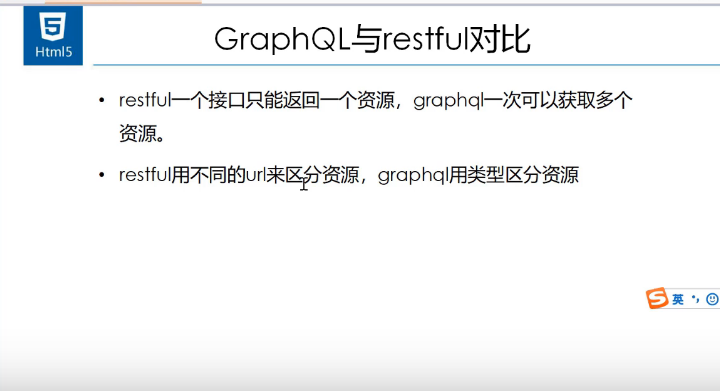 Html5
GraphQL与restful对比
• restful一个接口只能返回一个资源，graphql一次可以获取多个
资源。
• restful用不同的url来区分资源，graphql用类型区分资源
S 英